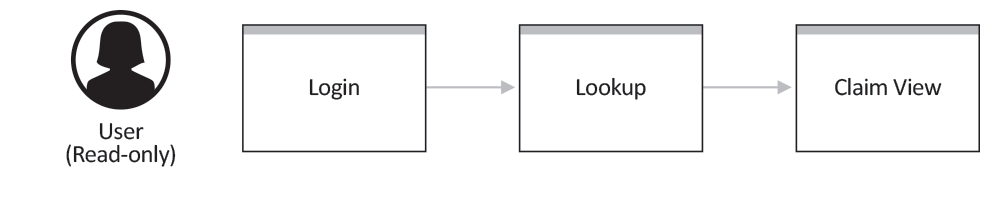 User
(Read-only)
Login
Lookup
Claim View